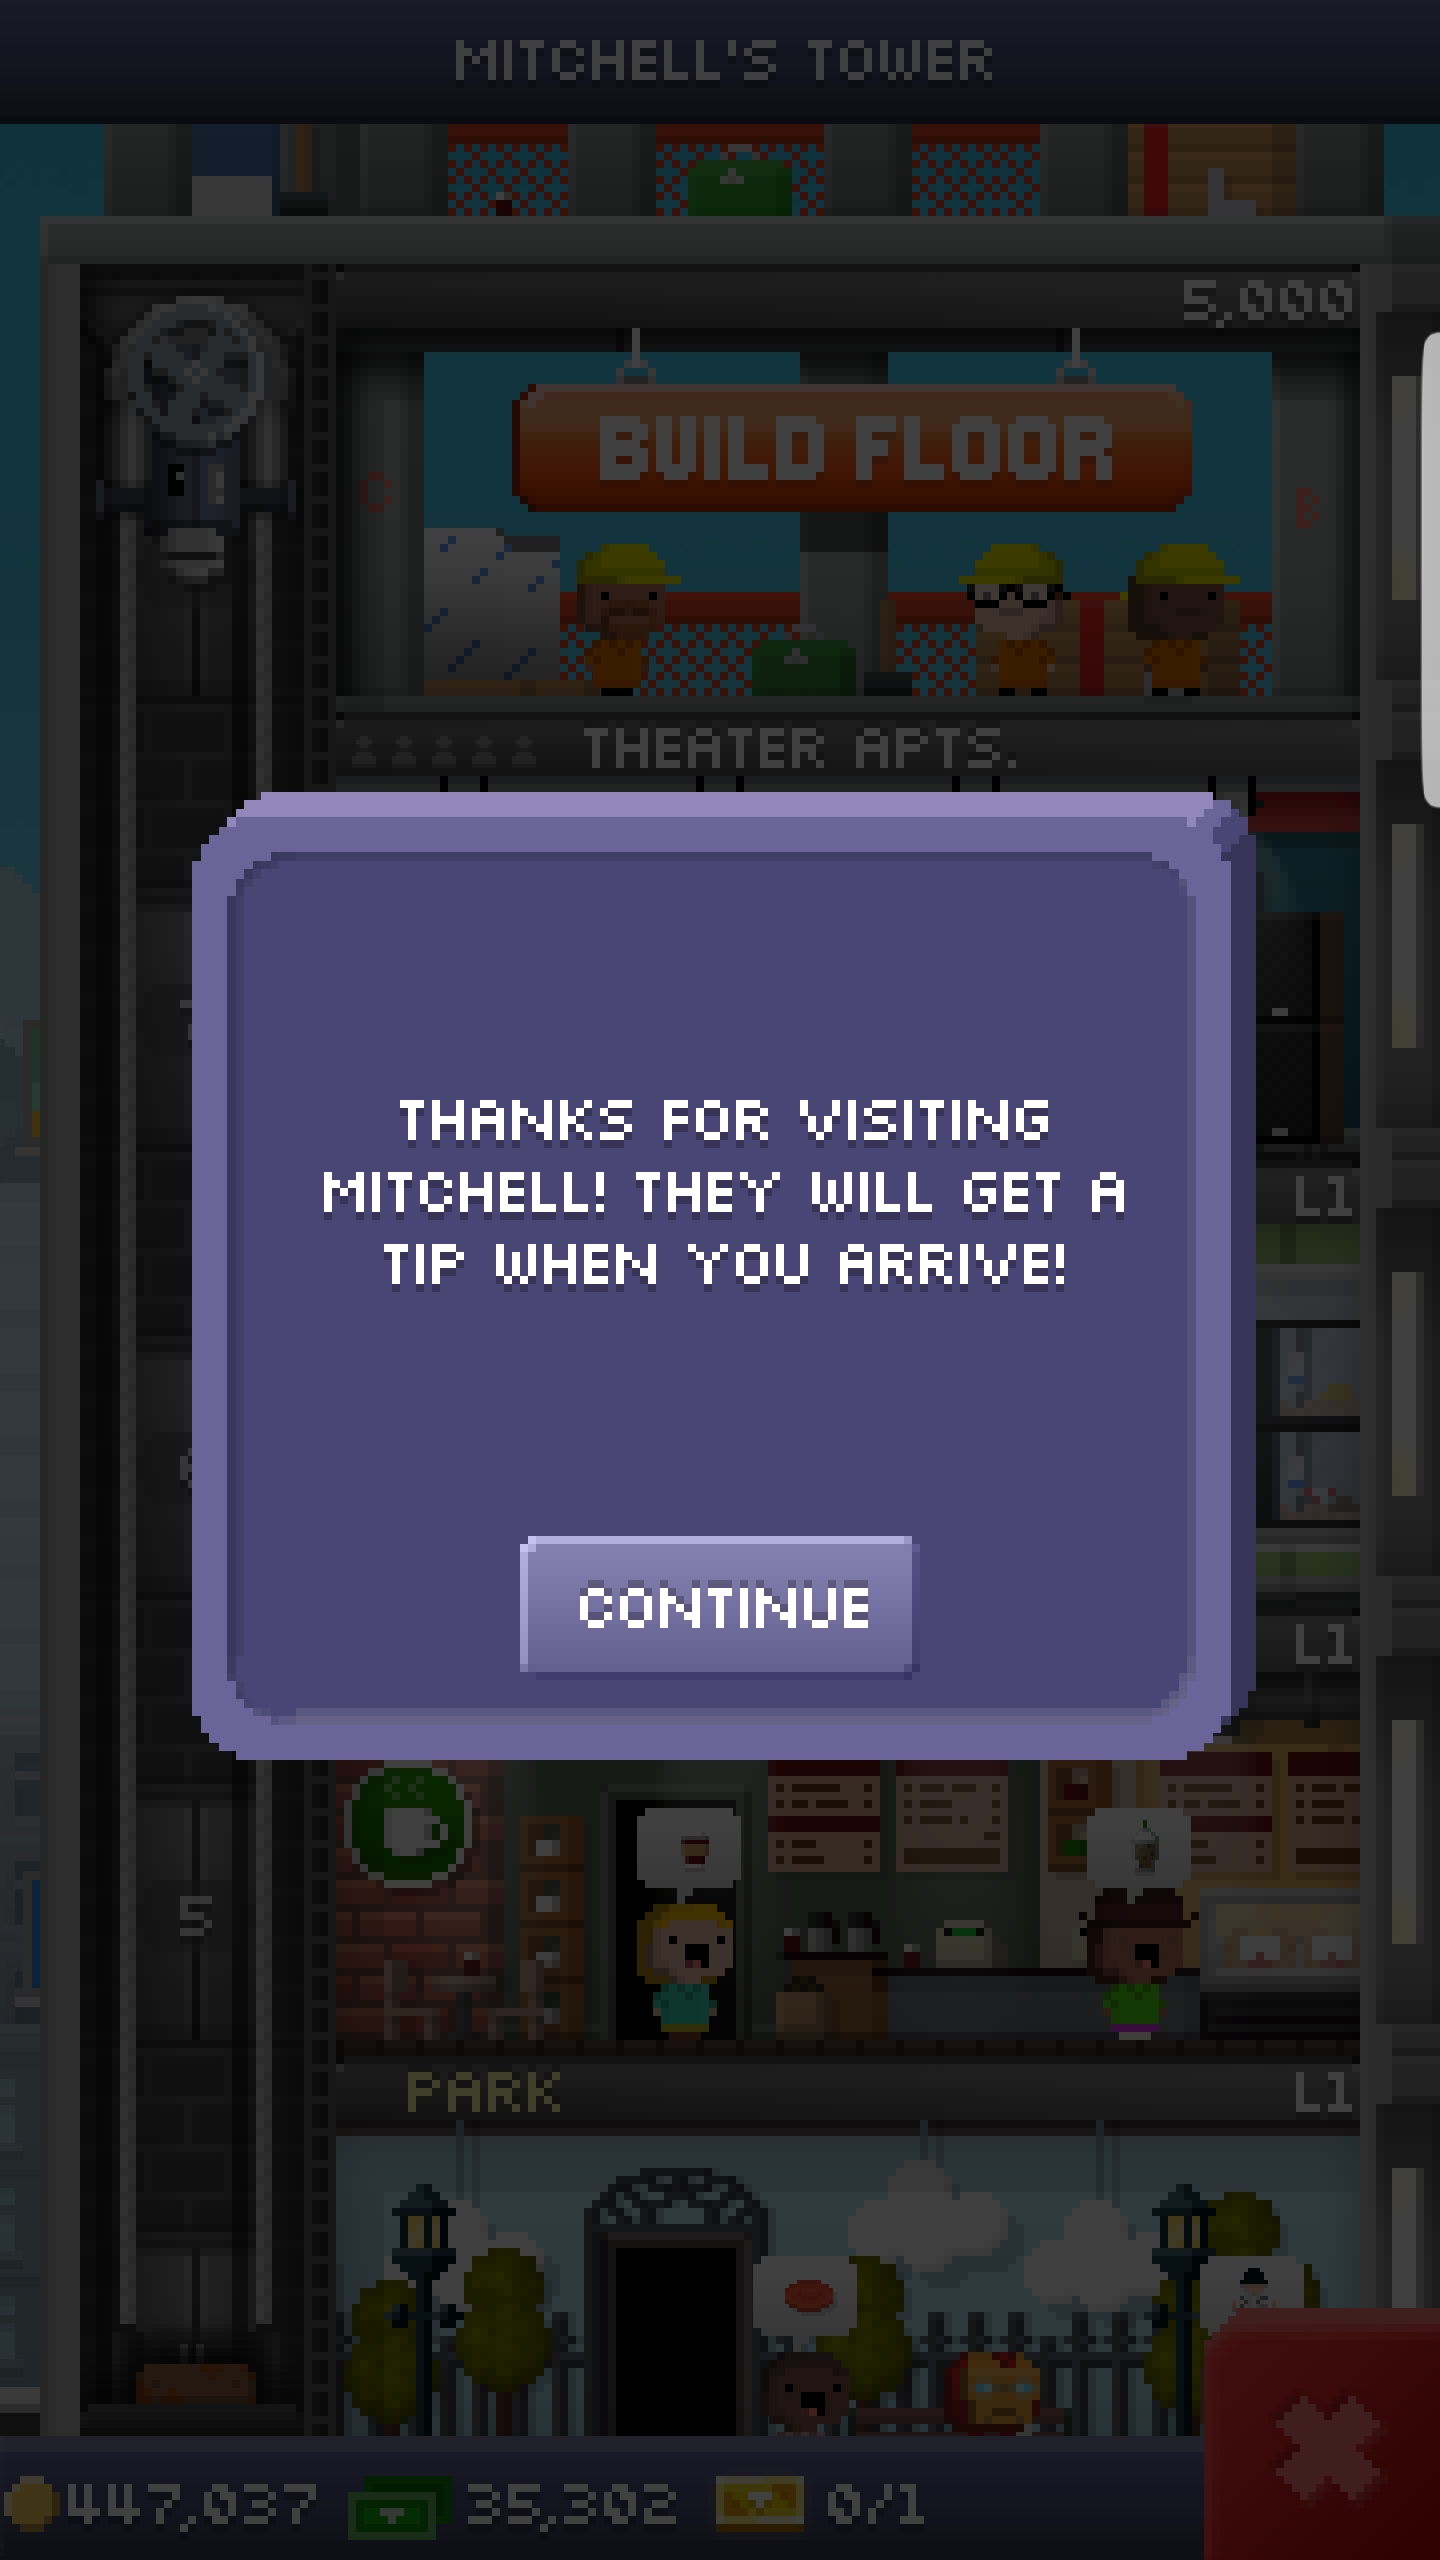 MITCHELL'S TOWER
5,000
BUILD FLOOR
C
B
THEATER APTS.
THANKS FOR VISITING
MITCHELL! THEY WILL GET A
TIP WHEN YOU ARRIVE!
L1
CONTINUE
L1
5
PARK
L1
447,037
35,302
0/1